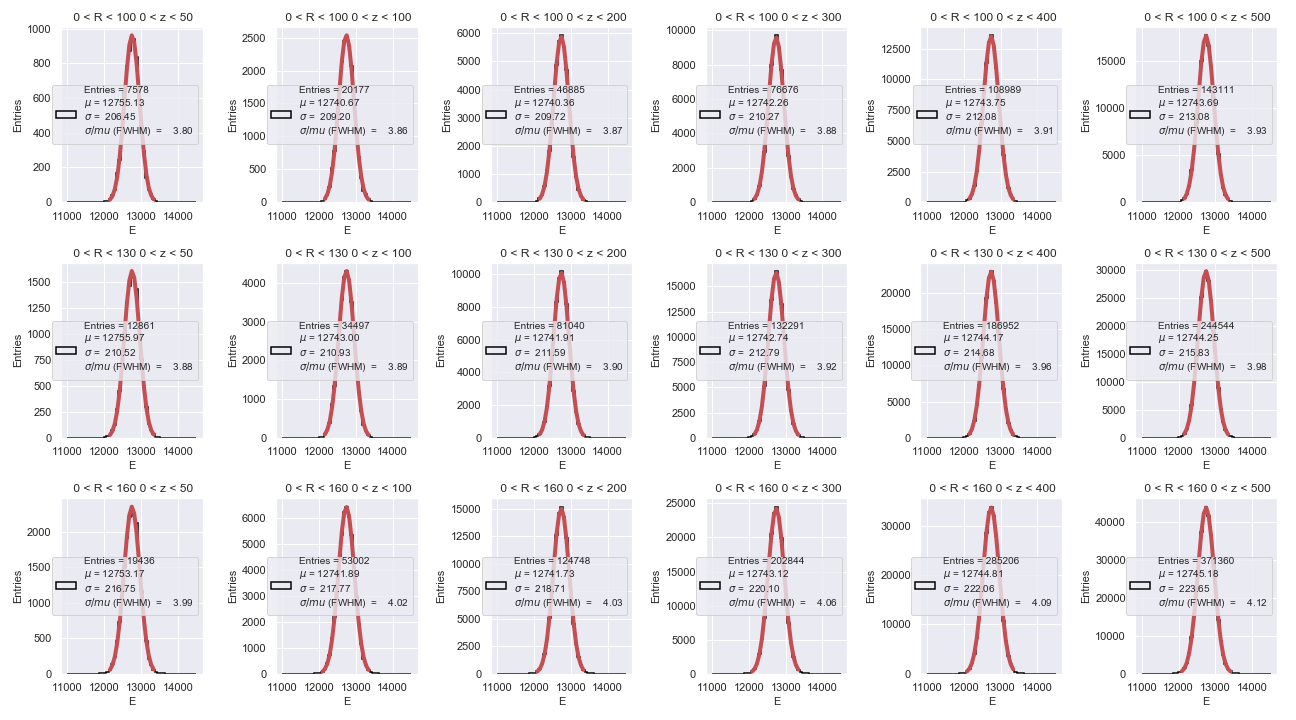 0 < R < 100 0 < z < 50
Entries
1000
800
600
400
200
0
Entries = 7578
μ = 12755.13
σ = 206.45
σ/mu (FWHM) = 3.80
11000 12000 13000 14000
E
0 < R < 100 0 < z < 100
Entries
2500
2000
1500
1000
500
0
Entries = 20177
μ = 12740.67
σ = 209.20
σ/mu (FWHM) = 3.86
11000 12000 13000 14000
E
0 < R < 100 0 < z < 200
Entries
6000
5000
4000
3000
2000
1000
0
Entries = 46885
μ = 12740.36
σ = 209.72
σ/mu (FWHM) = 3.87
11000 12000 13000 14000
E
0 < R < 100 0 < z < 300
Entries
10000
8000
6000
4000
2000
0
Entries = 76676
μ = 12742.26
σ = 210.27
σ/mu (FWHM) = 3.88
11000 12000 13000 14000
E
0 < R < 100 0 < z < 400
Entries
12500
10000
7500
5000
2500
0
Entries = 108989
μ = 12743.75
σ = 212.08
σ/mu (FWHM) = 3.91
11000 12000 13000 14000
E
0 < R < 100 0 < z < 500
Entries
15000
10000
5000
0
Entries = 143111
μ = 12743.69
σ = 213.08
σ/mu (FWHM) = 3.93
11000 12000 13000 14000
E
0 < R < 130 0 < z < 50
Entries
1500
1250
1000
750
500
250
0
Entries = 12861
μ = 12755.97
σ = 210.52
σ/mu (FWHM) = 3.88
11000 12000 13000 14000
E
0 < R < 130 0 < z < 100
Entries
4000
3000
2000
1000
0
Entries = 34497
μ = 12743.00
σ = 210.93
σ/mu (FWHM) = 3.89
11000 12000 13000 14000
E
0 < R < 130 0 < z < 200
Entries
10000
8000
6000
4000
2000
0
Entries = 81040
μ = 12741.91
σ = 211.59
σ/mu (FWHM) = 3.90
11000 12000 13000 14000
E
0 < R < 130 0 < z < 300
Entries
15000
12500
10000
7500
5000
2500
0
Entries = 132291
μ = 12742.74
σ = 212.79
σ/mu (FWHM) = 3.92
11000 12000 13000 14000
E
0 < R < 130 0 < z < 400
Entries
20000
15000
10000
5000
0
Entries = 186952
μ = 12744.17
σ = 214.68
σ/mu (FWHM) = 3.96
11000 12000 13000 14000
E
0 < R < 130 0 < z < 500
Entries
30000
25000
20000
15000
10000
5000
0
Entries = 244544
μ = 12744.25
σ = 215.83
σ/mu (FWHM) = 3.98
11000 12000 13000 14000
E
0 < R < 160 0 < z < 50
Entries
2000
1500
1000
500
0
Entries = 19436
μ = 12753.17
σ = 216.75
σ/mu (FWHM) = 3.99
11000 12000 13000 14000
E
0 < R < 160 0 < z < 100
Entries
6000
5000
4000
3000
2000
1000
0
Entries = 53002
μ = 12741.89
σ = 217.77
σ/mu (FWHM) = 4.02
11000 12000 13000 14000
E
0 < R < 160 0 < z < 200
Entries
15000
12500
10000
7500
5000
2500
0
Entries = 124748
μ = 12741.73
σ = 218.71
σ/mu (FWHM) = 4.03
11000 12000 13000 14000
E
0 < R < 160 0 < z < 300
Entries
25000
20000
15000
10000
5000
0
Entries = 202844
μ = 12743.12
σ = 220.10
σ/mu (FWHM) = 4.06
11000 12000 13000 14000
E
0 < R < 160 0 < z < 400
Entries
30000
20000
10000
0
Entries = 285206
μ = 12744.81
σ = 222.06
σ/mu (FWHM) = 4.09
11000 12000 13000 14000
E
0 < R < 160 0 < z < 500
Entries
40000
30000
20000
10000
0
Entries = 371360
μ = 12745.18
σ = 223.65
σ/mu (FWHM) = 4.12
11000 12000 13000 14000
E